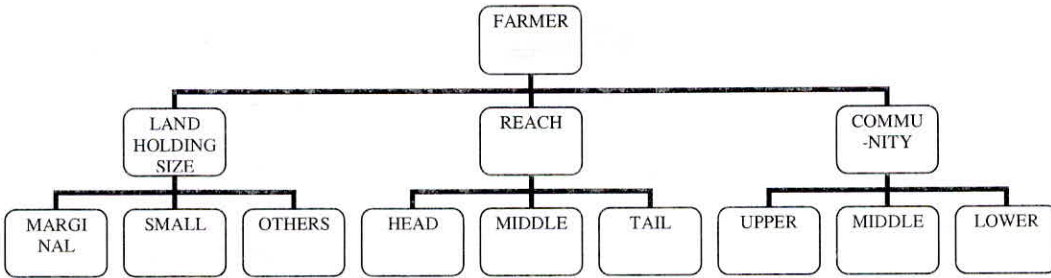 FARMER
LAND
HOLDING
SIZE
REACH
COMMU
-NITY
MARGI
NAL
SMALL
OTHERS
HEAD
MIDDLE
TAIL
UPPER
MIDDLE
LOWER